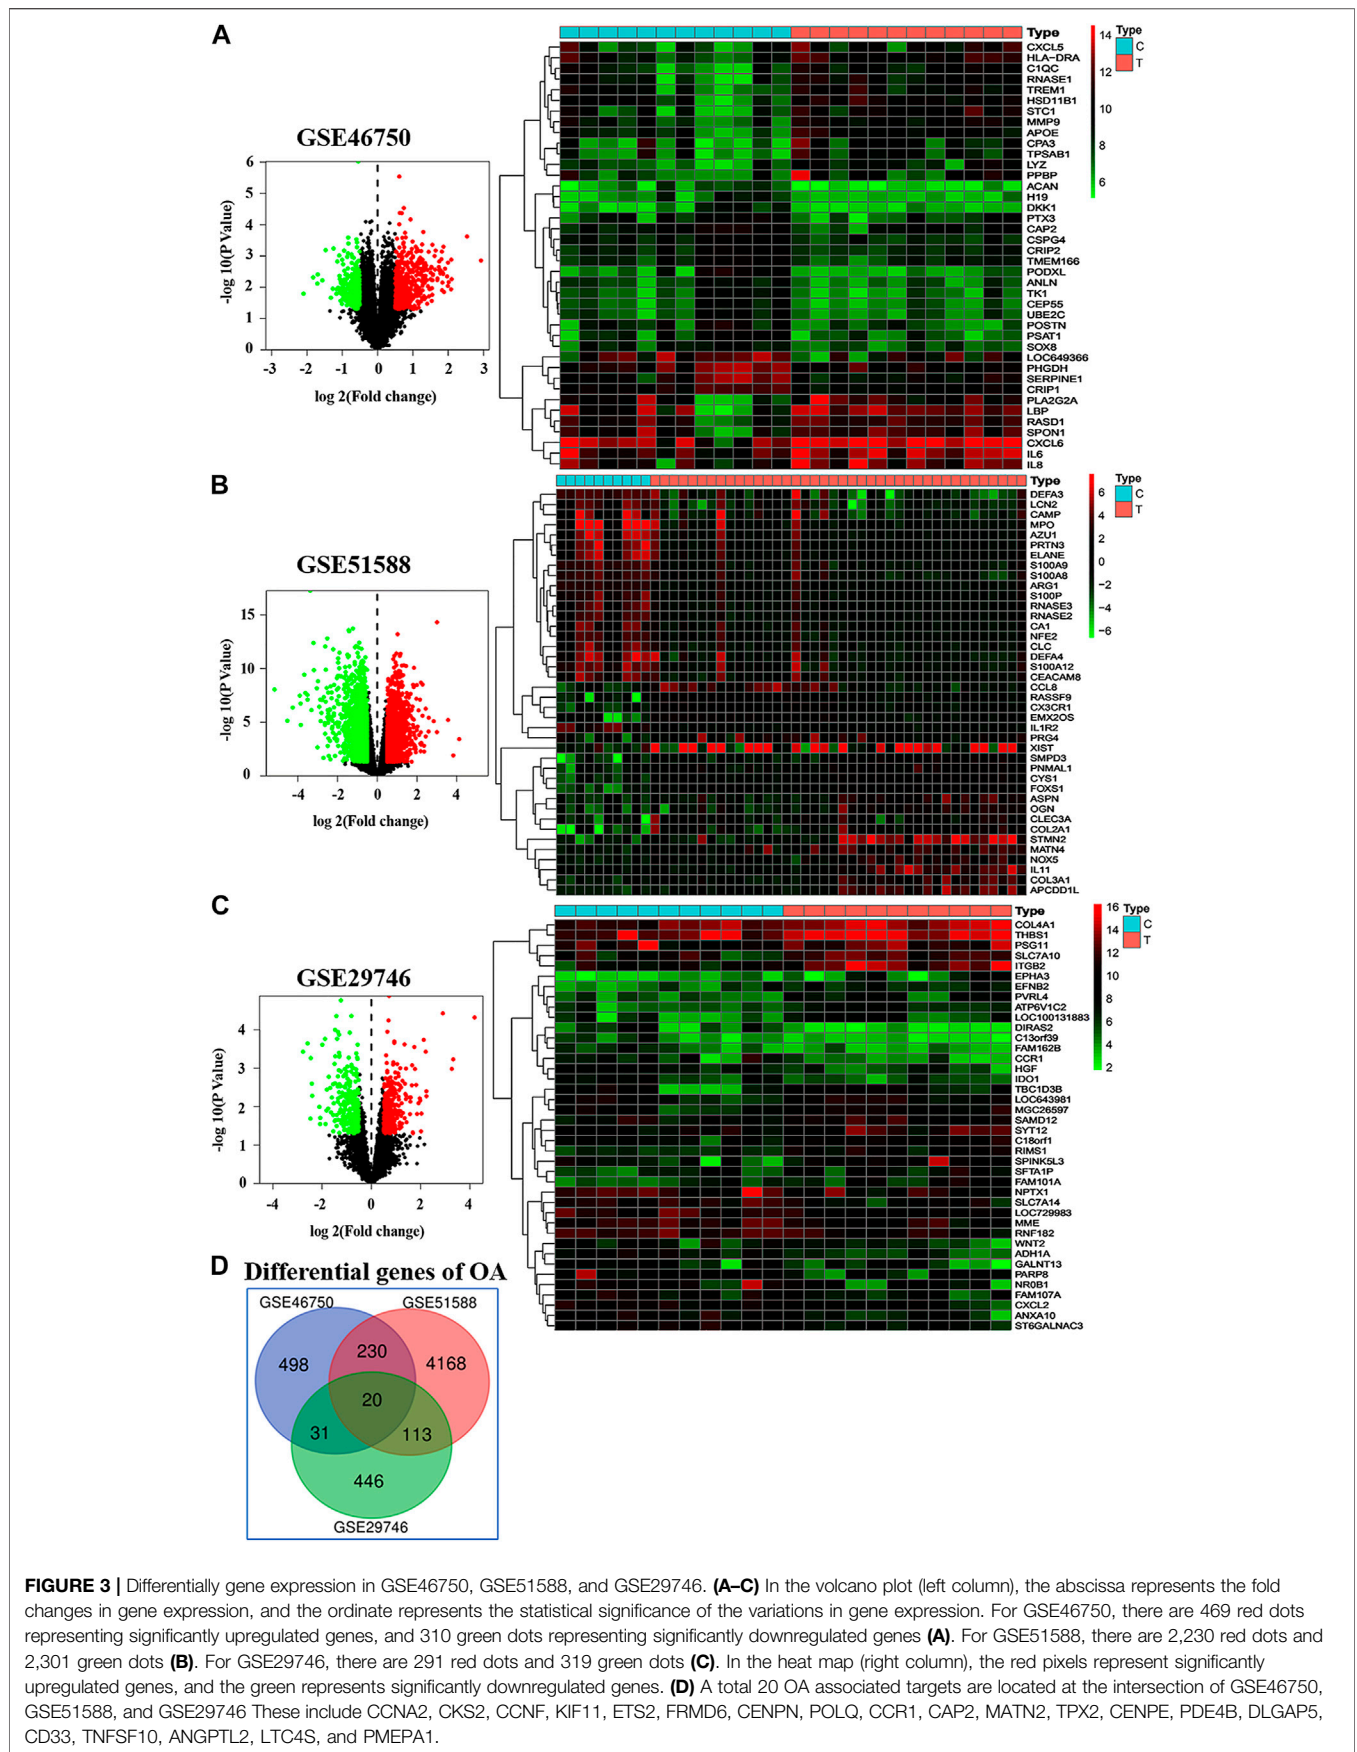 A
GSE46750
-log 10(P Value)
6
5
4
3
2
1
0
-3 -2 -1 0 1 2 3
log 2(Fold change)
Type
CXCL5
HLA-DRA
C1QC
RNASE1
TREM1
HSD11B1
STC1
MMP9
APOE
CPA3
TPSAB1
LYZ
PPBP
ACAN
H19
DKK1
PTX3
CAP2
CSPG4
CRIP2
TMEM166
PODXL
ANLN
TK1
CEP55
UBE2C
POSTN
PSAT1
SOX8
LOC649366
PHGDH
SERPINE1
CRIP1
PLA2G2A
LBP
RASD1
SPON1
CXCL6
IL6
IL8
14
12
10
8
6
Type
C
T
B
GSE51588
-log 10(P Value)
15
10
5
0
-4 -2 0 2 4
log 2(Fold change)
Type
DEFA3
LCN2
CAMP
MPO
AZU1
PRTN3
ELANE
S100A9
S100A8
ARG1
S100P
RNASE3
RNASE2
CA1
NFE2
CLC
DEFA4
S100A12
CEACAM8
CCL8
RASSF9
CX3CR1
EMX2OS
IL1R2
PRG4
XIST
SMPD3
PNMAL1
CYS1
FOXS1
ASPN
OGN
CLEC3A
COL2A1
STMN2
MATN4
NOX5
IL11
COL3A1
APCDD1L
6
4
2
0
-2
-4
-6
Type
C
T
C
GSE29746
-log 10(P Value)
4
3
2
1
0
-4 -2 0 2 4
log 2(Fold change)
Type
COL4A1
THBS1
PSG11
SLC7A10
ITGB2
EPHA3
EFNB2
PVRL4
ATP6V1C2
LOC100131883
DIRAS2
C13orf39
FAM162B
CCR1
HGF
IDO1
TBC1D3B
LOC643981
MGC26597
SAMD12
SYT12
C18orf1
RIMS1
SPINK5L3
SFTA1P
FAM101A
NPTX1
SLC7A14
LOC729983
MME
RNF182
WNT2
ADH1A
GALNT13
PARP8
NR0B1
FAM107A
CXCL2
ANXA10
ST6GALNAC3
16
14
12
10
8
6
4
2
Type
C
T
D
Differential genes of OA
GSE46750 GSE51588
498 230 4168
20
31 113
446
GSE29746
FIGURE 3 | Differentially gene expression in GSE46750, GSE51588, and GSE29746. (A–C) In the volcano plot (left column), the abscissa represents the fold
changes in gene expression, and the ordinate represents the statistical significance of the variations in gene expression. For GSE46750, there are 469 red dots
representing significantly upregulated genes, and 310 green dots representing significantly downregulated genes (A). For GSE51588, there are 2,230 red dots and
2,301 green dots (B). For GSE29746, there are 291 red dots and 319 green dots (C). In the heat map (right column), the red pixels represent significantly
upregulated genes, and the green represents significantly downregulated genes. (D) A total 20 OA associated targets are located at the intersection of GSE46750,
GSE51588, and GSE29746 These include CCNA2, CKS2, CCNF, KIF11, ETS2, FRMD6, CENPN, POLQ, CCR1, CAP2, MATN2, TPX2, CENPE, PDE4B, DLGAP5,
CD33, TNFSF10, ANGPTL2, LTC4S, and PMEPA1.